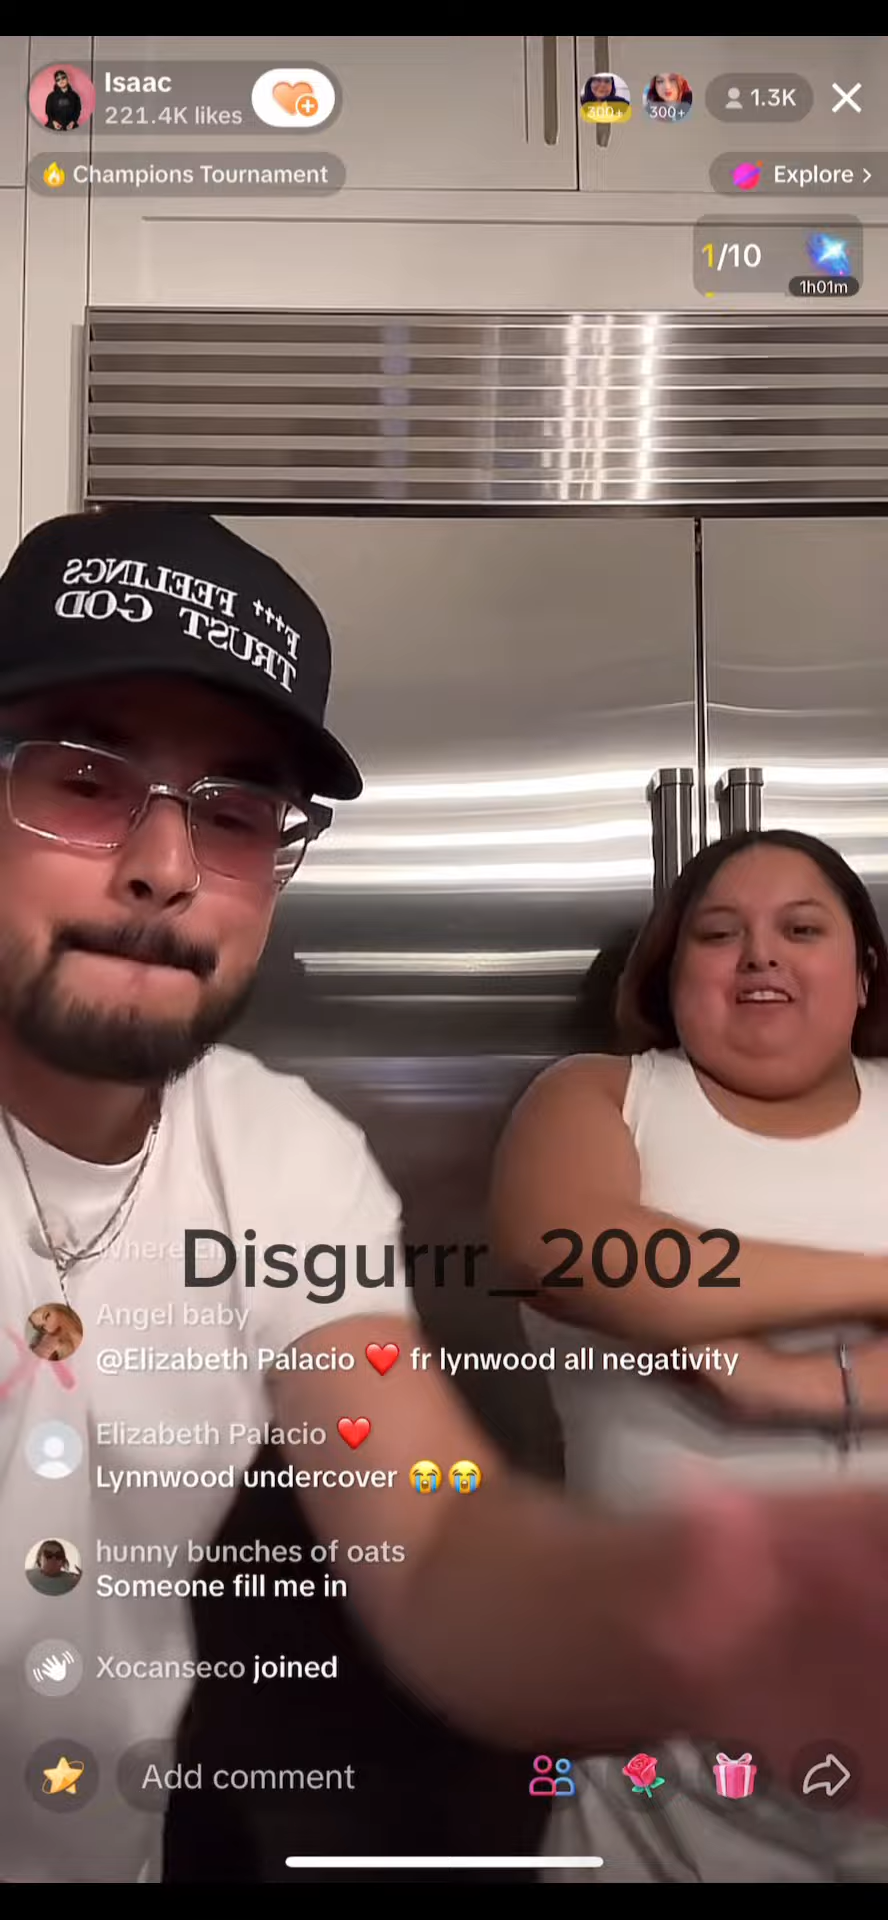 Isaac
221.4K likes
300+
300+
1.3K
Champions Tournament
Explore >
1/10
1h01m
F*** FEELINGS
TRUST GOD
Disgurrr_2002
Angel baby
@Elizabeth Palacio ❤️ fr lynwood all negativity
Elizabeth Palacio ❤️
Lynnwood undercover 😭😭
hunny bunches of oats
Someone fill me in
Xocanseco joined
Add comment